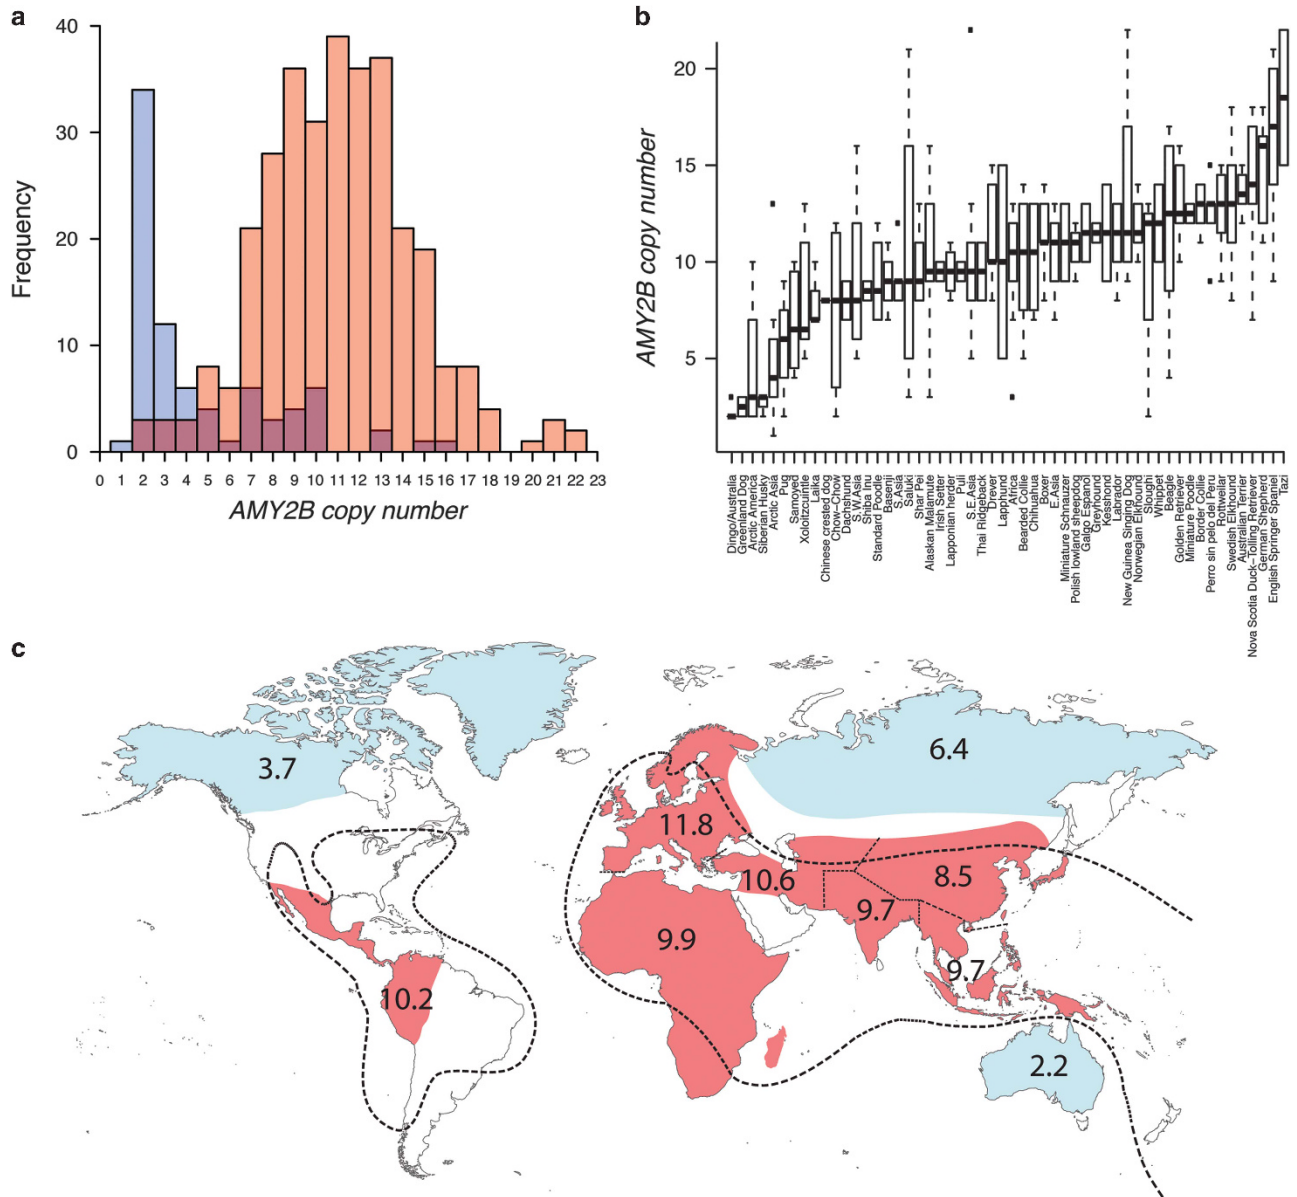 a
40
30
20
10
0
Frequency
0 1 2 3 4 5 6 7 8 9 10 11 12 13 14 15 16 17 18 19 20 21 22 23
AMY2B copy number
b
20
15
10
5
AMY2B copy number
Dingo/Australia
Greenland Dog
Arctic America
Siberian Husky
Arctic Asia
Pug
Samoyed
Xoloitzcuintle
Laika
Chinese crested dog
Chow-Chow
Dachshund
S.W.Asia
Shiba Inu
Standard Poodle
Basenji
S.Asia
Saluki
Shar Pei
Alaskan Malamute
Irish Setter
Lapponian herder
Puli
S.E.Asia
Thai Ridgeback
Drever
Lapphund
Africa
Bearded Collie
Chihuahua
Boxer
E.Asia
Miniature Schnauzer
Polish lowland sheepdog
Galgo Espanol
Greyhound
Keeshond
Labrador
New Guinea Singing Dog
Norwegian Elkhound
Sloughi
Whippet
Beagle
Golden Retriever
Miniature Poodle
Border Collie
Perro sin pelo del Peru
Rottweiler
Swedish Elkhound
Australian Terrier
Nova Scotia Duck-Tolling Retriever
German Shepherd
English Springer Spaniel
Tazi
c
3.7
6.4
11.8
10.6
8.5
9.7
9.9
9.7
10.2
2.2